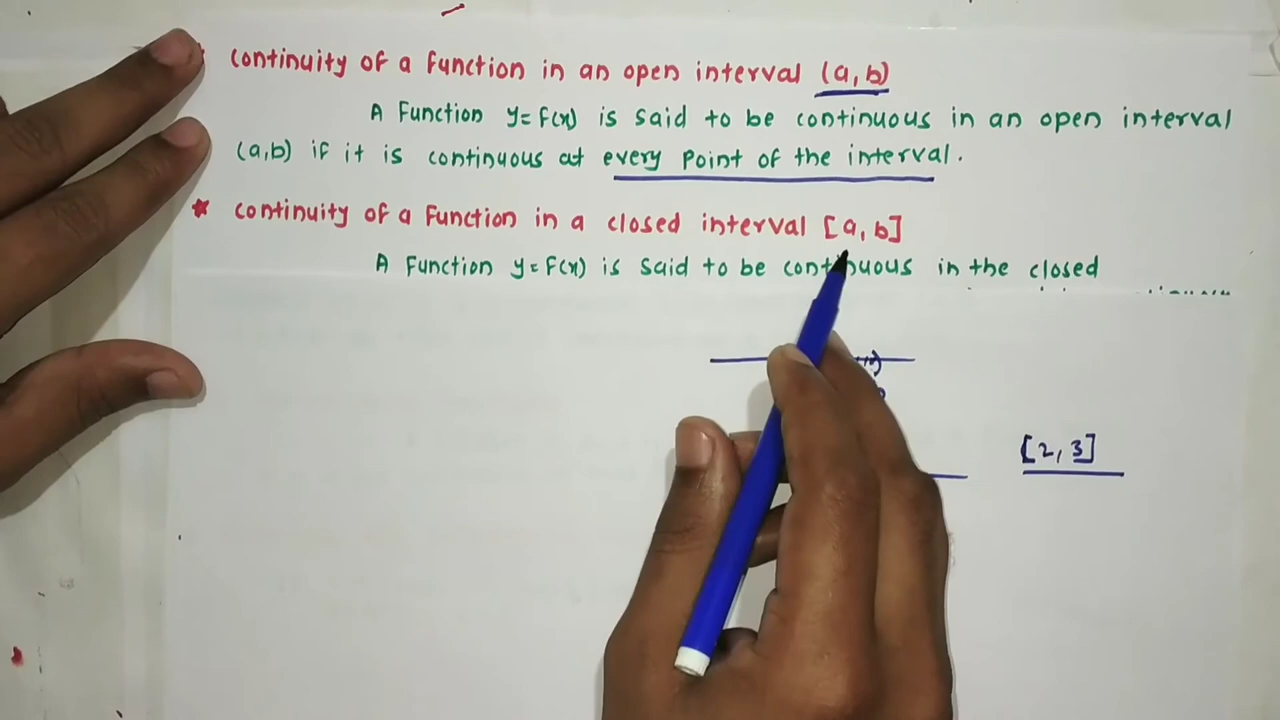 continuity of a function in an open interval (a, b)
A Function y = f(x) is said to be continuous in an open interval
(a,b) if it is continuous at every point of the interval.
* continuity of a Function in a closed interval [a, b]
A Function y = F(x) is said to be continuous in the closed
[2, 3]